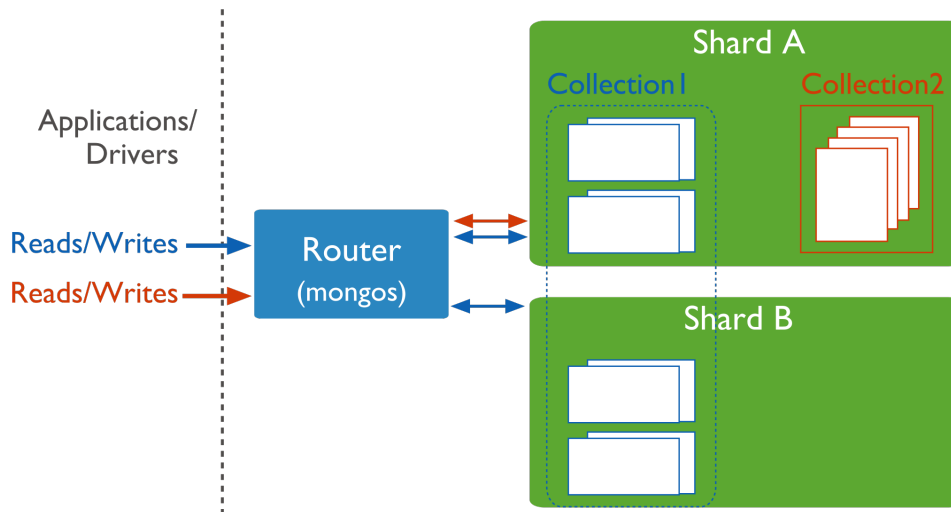 Applications/
Drivers
Reads/Writes
Reads/Writes
Router
(mongos)
Shard A
Collection1
Collection2
Shard B